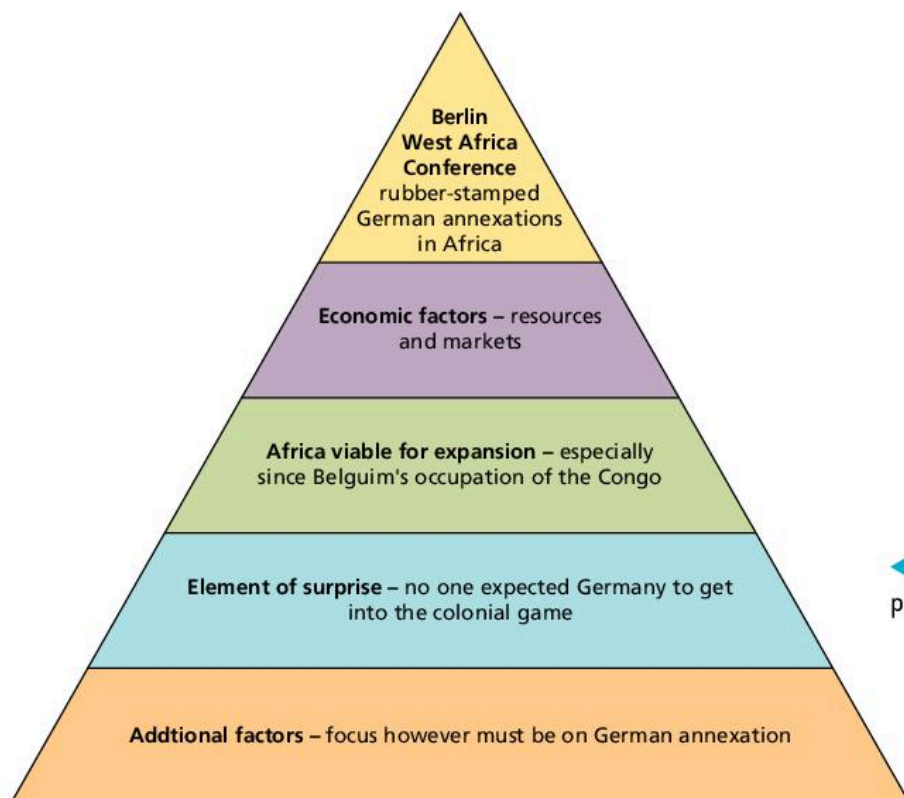 Berlin
West Africa
Conference
rubber-stamped
German annexations
in Africa
Economic factors – resources
and markets
Africa viable for expansion – especially
since Belguim's occupation of the Congo
Element of surprise – no one expected Germany to get
into the colonial game
p
Addtional factors – focus however must be on German annexation